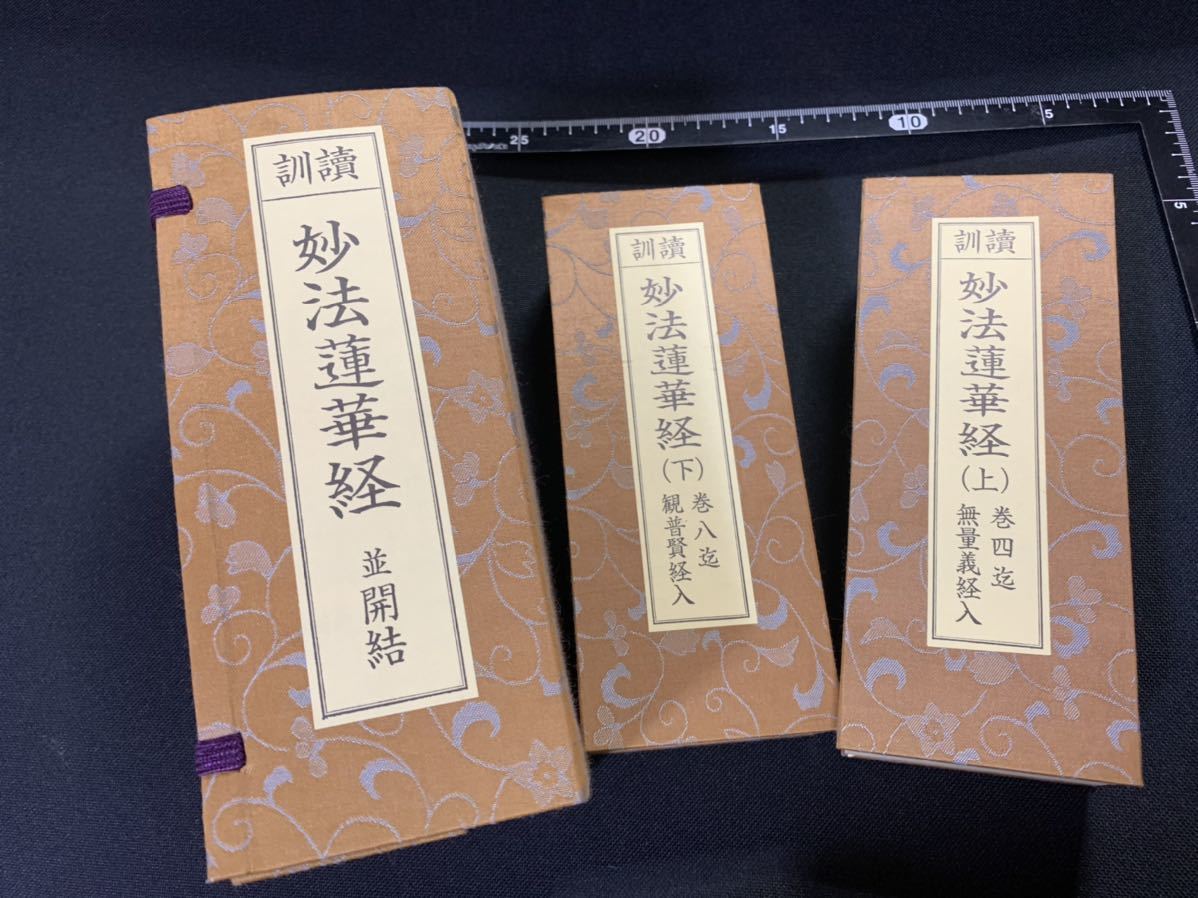 訓讀
妙法蓮華経
並開結
訓讀
妙法蓮華経(下)
巻八迄
観普賢経入
訓讀
妙法蓮華経(上)
巻四迄
無量義経入
25 20 15 10 5
5